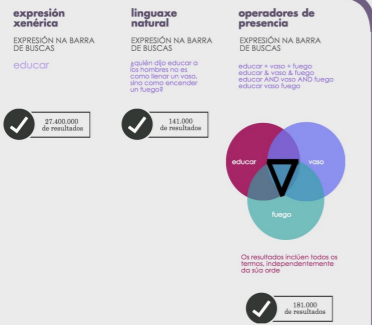 expresión
xenérica
EXPRESIÓN NA BARRA
DE BUSCAS
educar
27.400.000
de resultados
linguaxe
natural
EXPRESIÓN NA BARRA
DE BUSCAS
¿quién dijo educar a
los hombres no es
como llenar un vaso,
sino como encender
un fuego?
141.000
de resultados
operadores de
presencia
EXPRESIÓN NA BARRA
DE BUSCAS
educar + vaso + fuego
educar & vaso & fuego
educar AND vaso AND fuego
educar vaso fuego
educar
vaso
fuego
Os resultados inclúen todos os
termos, independentemente
da súa orde
181.000
de resultados